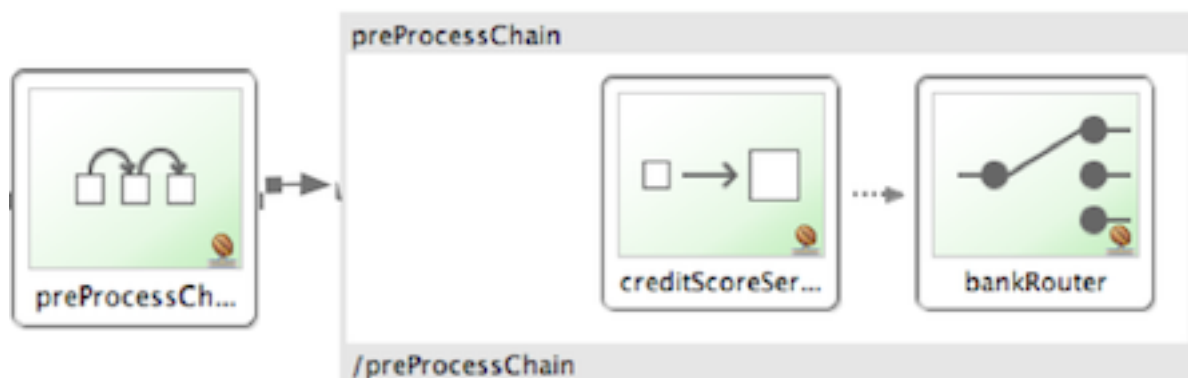 preProcessChain
preProcessCh...
creditScoreSer...
bankRouter
/preProcessChain